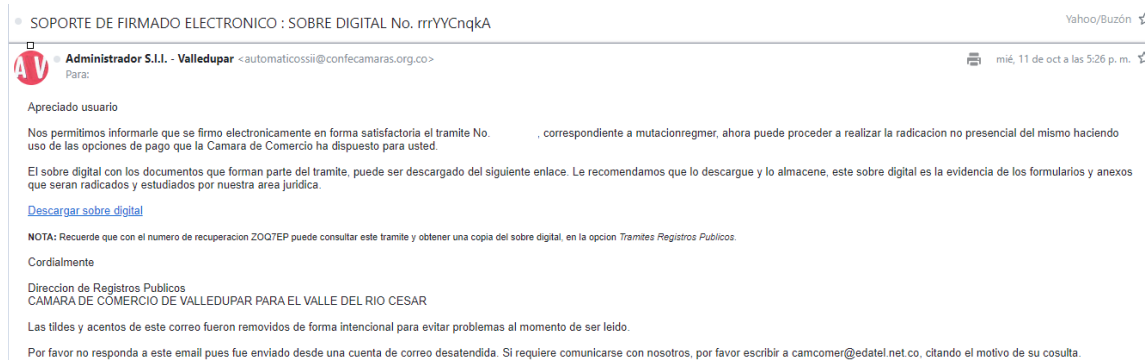 SOPORTE DE FIRMADO ELECTRONICO : SOBRE DIGITAL No. rrrYYCnqkA
Yahoo/Buzón
AV
Administrador S.I.I. - Valledupar <automaticossii@confecamaras.org.co>
mié, 11 de oct a las 5:26 p. m.
Para:
Apreciado usuario
Nos permitimos informarle que se firmo electronicamente en forma satisfactoria el tramite No. , correspondiente a mutacionregmer, ahora puede proceder a realizar la radicacion no presencial del mismo haciendo
uso de las opciones de pago que la Camara de Comercio ha dispuesto para usted.
El sobre digital con los documentos que forman parte del tramite, puede ser descargado del siguiente enlace. Le recomendamos que lo descargue y lo almacene, este sobre digital es la evidencia de los formularios y anexos
que seran radicados y estudiados por nuestra area juridica.
Descargar sobre digital
NOTA: Recuerde que con el numero de recuperacion ZOQ7EP puede consultar este tramite y obtener una copia del sobre digital, en la opcion Tramites Registros Publicos.
Cordialmente
Direccion de Registros Publicos
CAMARA DE COMERCIO DE VALLEDUPAR PARA EL VALLE DEL RIO CESAR
Las tildes y acentos de este correo fueron removidos de forma intencional para evitar problemas al momento de ser leido.
Por favor no responda a este email pues fue enviado desde una cuenta de correo desatendida. Si requiere comunicarse con nosotros, por favor escribir a camcomer@edatel.net.co, citando el motivo de su cosulta.